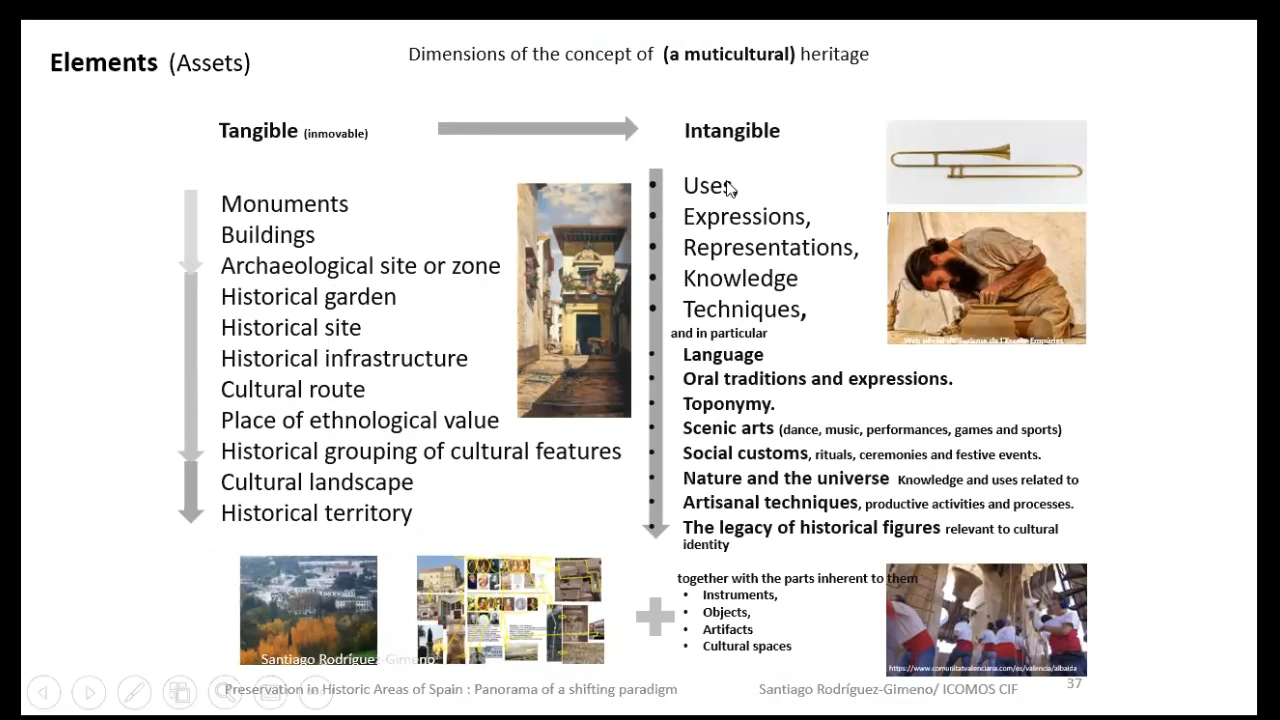 Elements (Assets)
Dimensions of the concept of (a muticultural) heritage
Tangible (inmovable)
Monuments
Buildings
Archaeological site or zone
Historical garden
Historical site
Historical infrastructure
Cultural route
Place of ethnological value
Historical grouping of cultural features
Cultural landscape
Historical territory
Santiago Rodríguez-Gimeno
Intangible
• Uses
• Expressions,
• Representations,
• Knowledge
• Techniques,
and in particular
• Language
• Oral traditions and expressions.
• Toponymy.
• Scenic arts (dance, music, performances, games and sports)
• Social customs, rituals, ceremonies and festive events.
• Nature and the universe Knowledge and uses related to
• Artisanal techniques, productive activities and processes.
• The legacy of historical figures relevant to cultural
identity
together with the parts inherent to them
• Instruments,
• Objects,
• Artifacts
• Cultural spaces
https://www.comunitatvalenciana.com/es/valencia/albaida
Preservation in Historic Areas of Spain : Panorama of a shifting paradigm
Santiago Rodríguez-Gimeno/ ICOMOS CIF
37